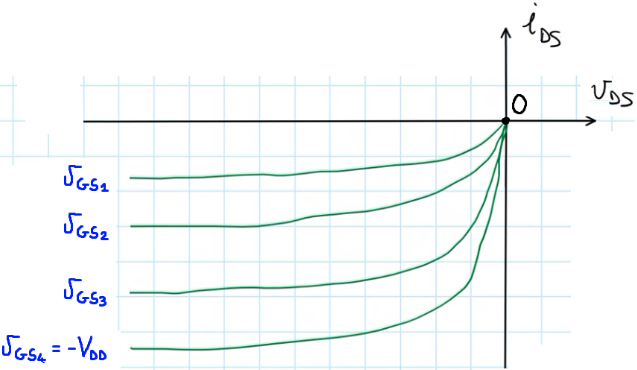 i_DS
0
v_DS
v_GS1
v_GS2
v_GS3
v_GS4 = -V_DD